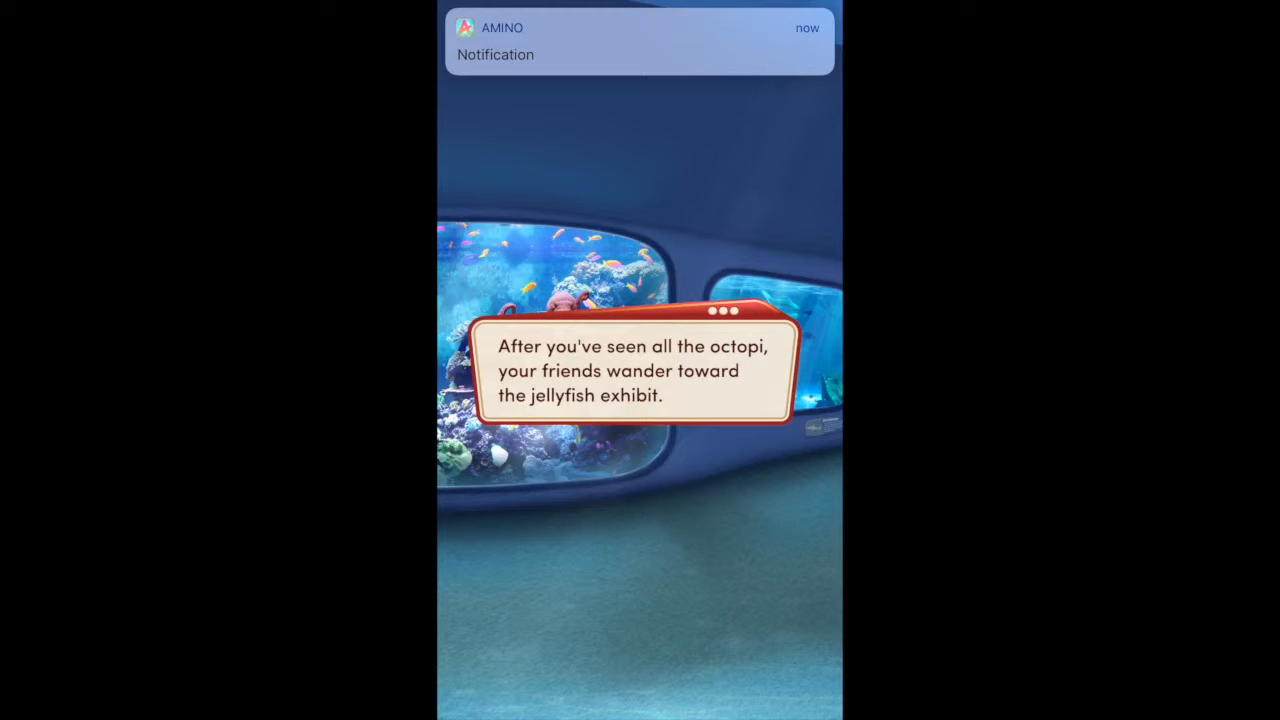 AMINO
now
Notification
After you've seen all the octopi,
your friends wander toward
the jellyfish exhibit.